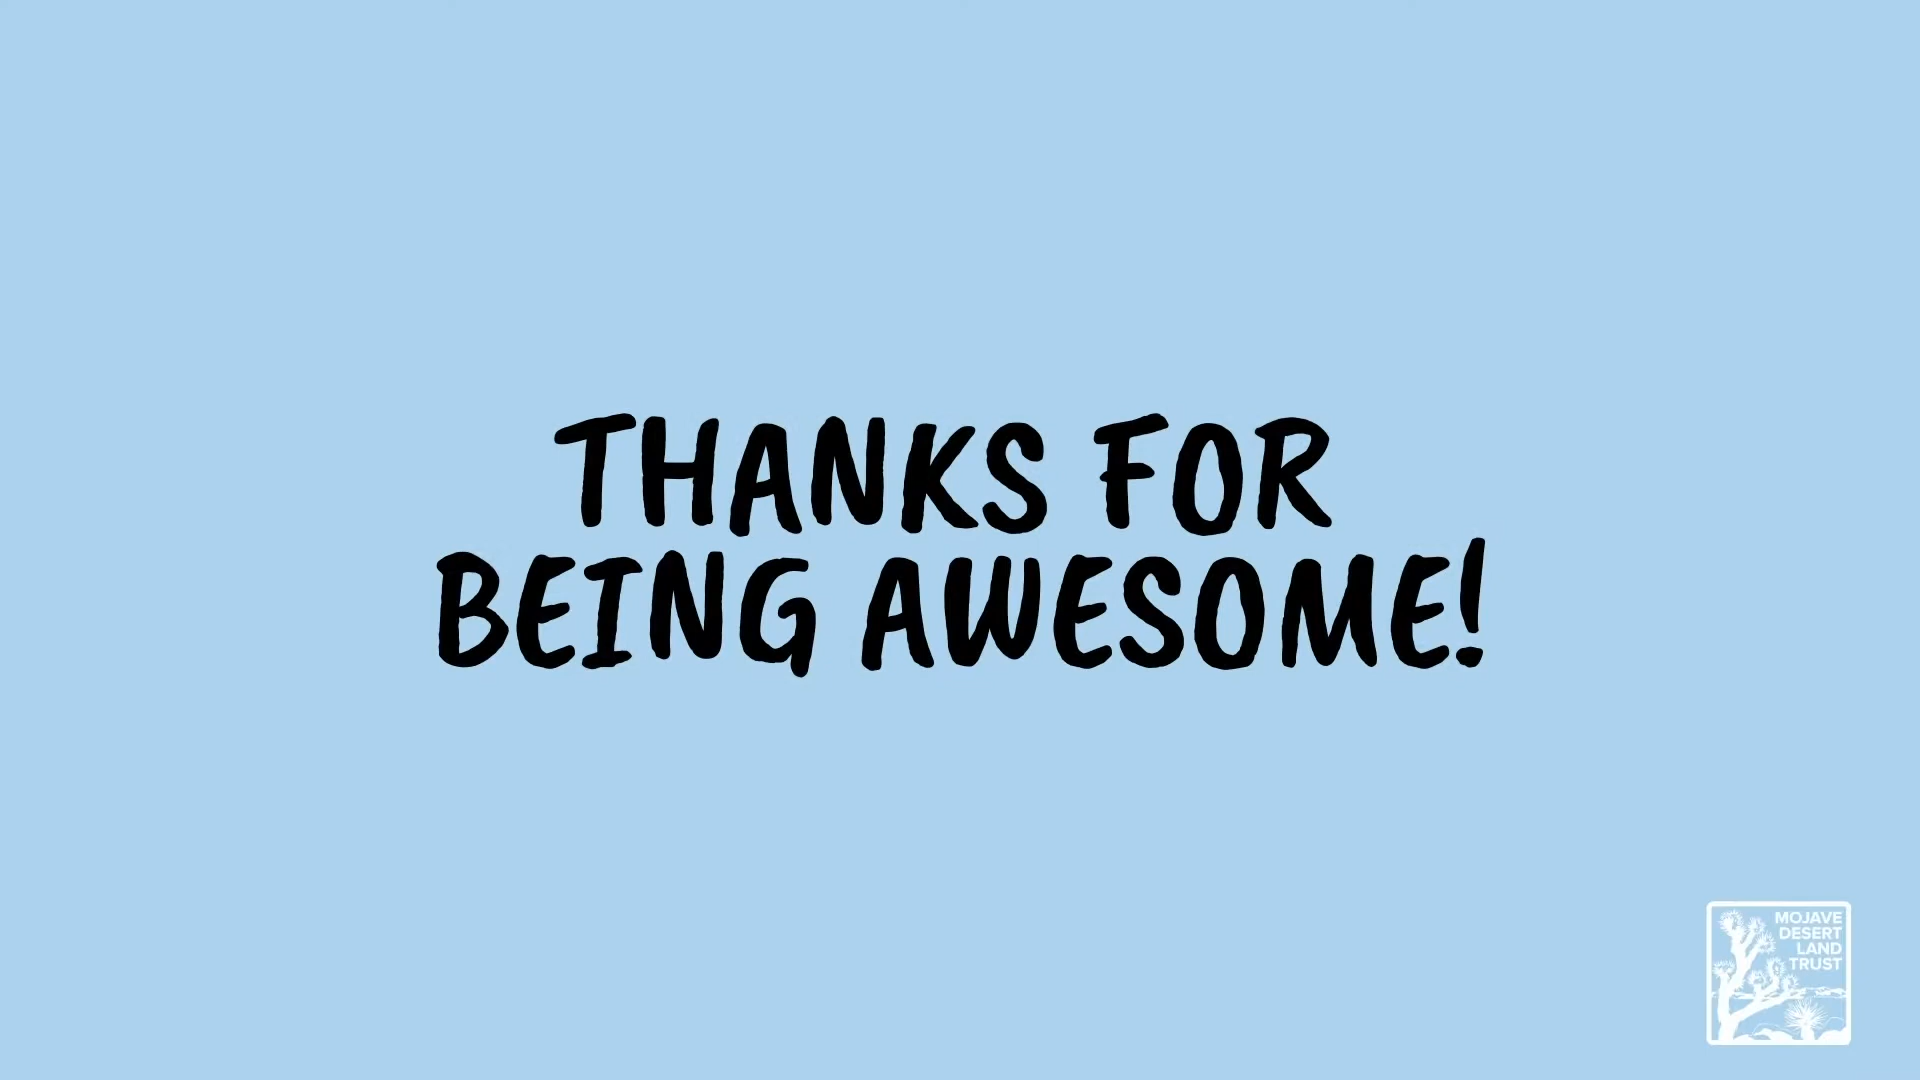 THANKS FOR
BEING AWESOME!
MOJAVE
DESERT
LAND
TRUST